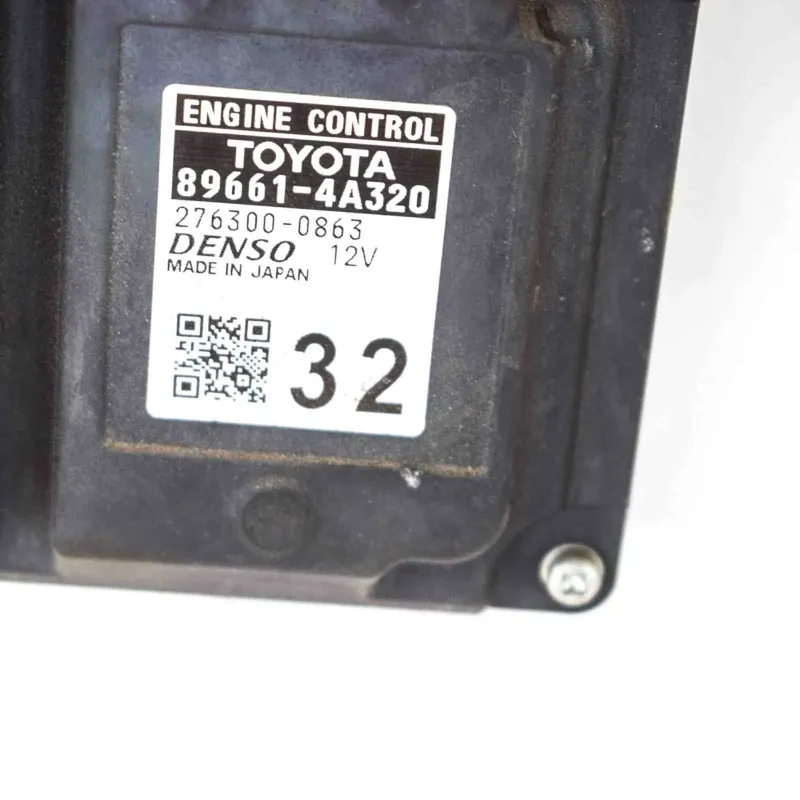 ENGINE CONTROL
TOYOTA
89661-4A320
276300-0863
DENSO 12V
MADE IN JAPAN
32